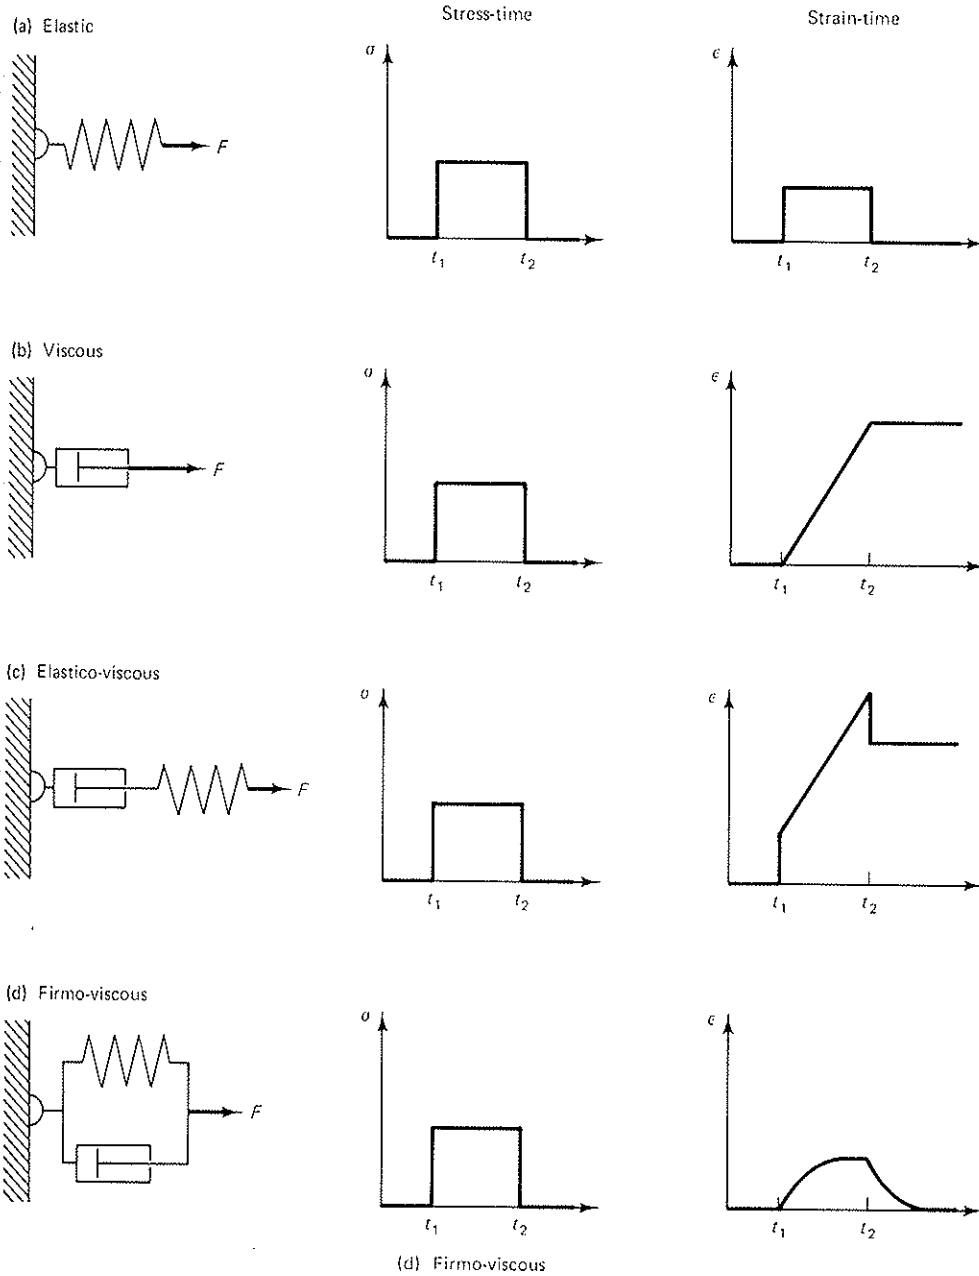 Stress-time
Strain-time
(a) Elastic
F
σ
t1
t2
ϵ
t1
t2
(b) Viscous
F
σ
t1
t2
ϵ
t1
t2
(c) Elastico-viscous
F
σ
t1
t2
ϵ
t1
t2
(d) Firmo-viscous
F
σ
t1
t2
ϵ
t1
t2
(d) Firmo-viscous